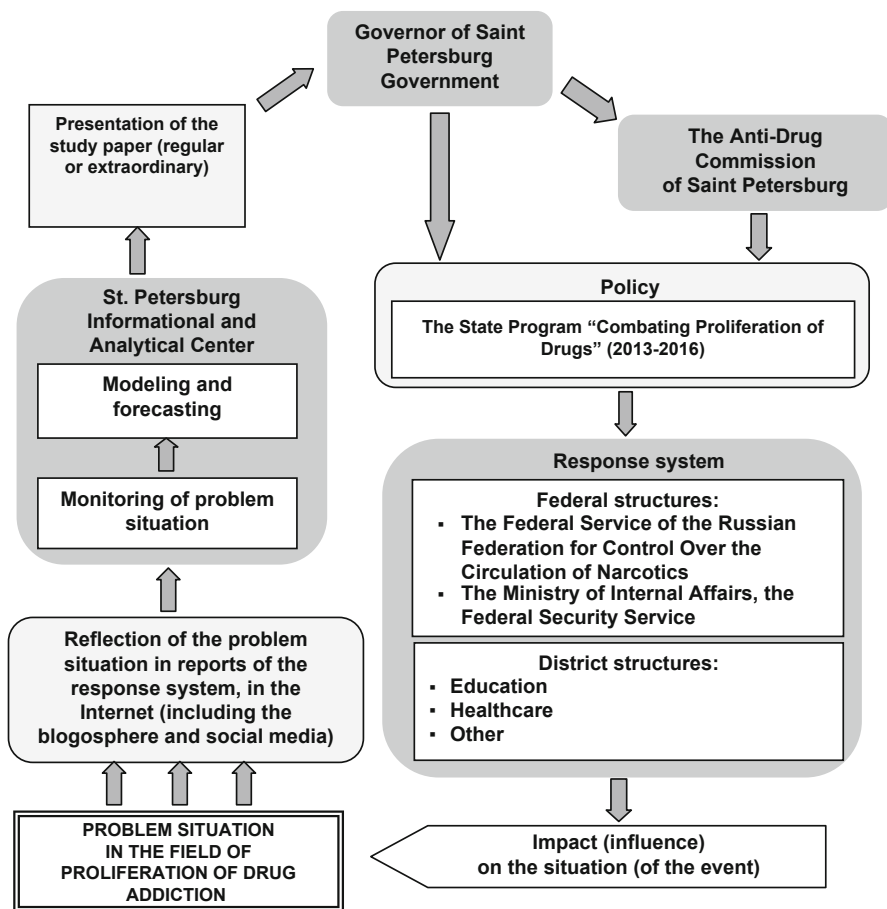 Governor of Saint
Petersburg
Government
Presentation of the
study paper (regular
or extraordinary)
The Anti-Drug
Commission
of Saint Petersburg
St. Petersburg
Informational and
Analytical Center
Modeling and
forecasting
Monitoring of problem
situation
Policy
The State Program “Combating Proliferation of
Drugs” (2013-2016)
Response system
Federal structures:
▪ The Federal Service of the Russian
Federation for Control Over the
Circulation of Narcotics
▪ The Ministry of Internal Affairs, the
Federal Security Service
District structures:
▪ Education
▪ Healthcare
▪ Other
Reflection of the problem
situation in reports of the
response system, in the
Internet (including the
blogosphere and social media)
PROBLEM SITUATION
IN THE FIELD OF
PROLIFERATION OF DRUG
ADDICTION
Impact (influence)
on the situation (of the event)